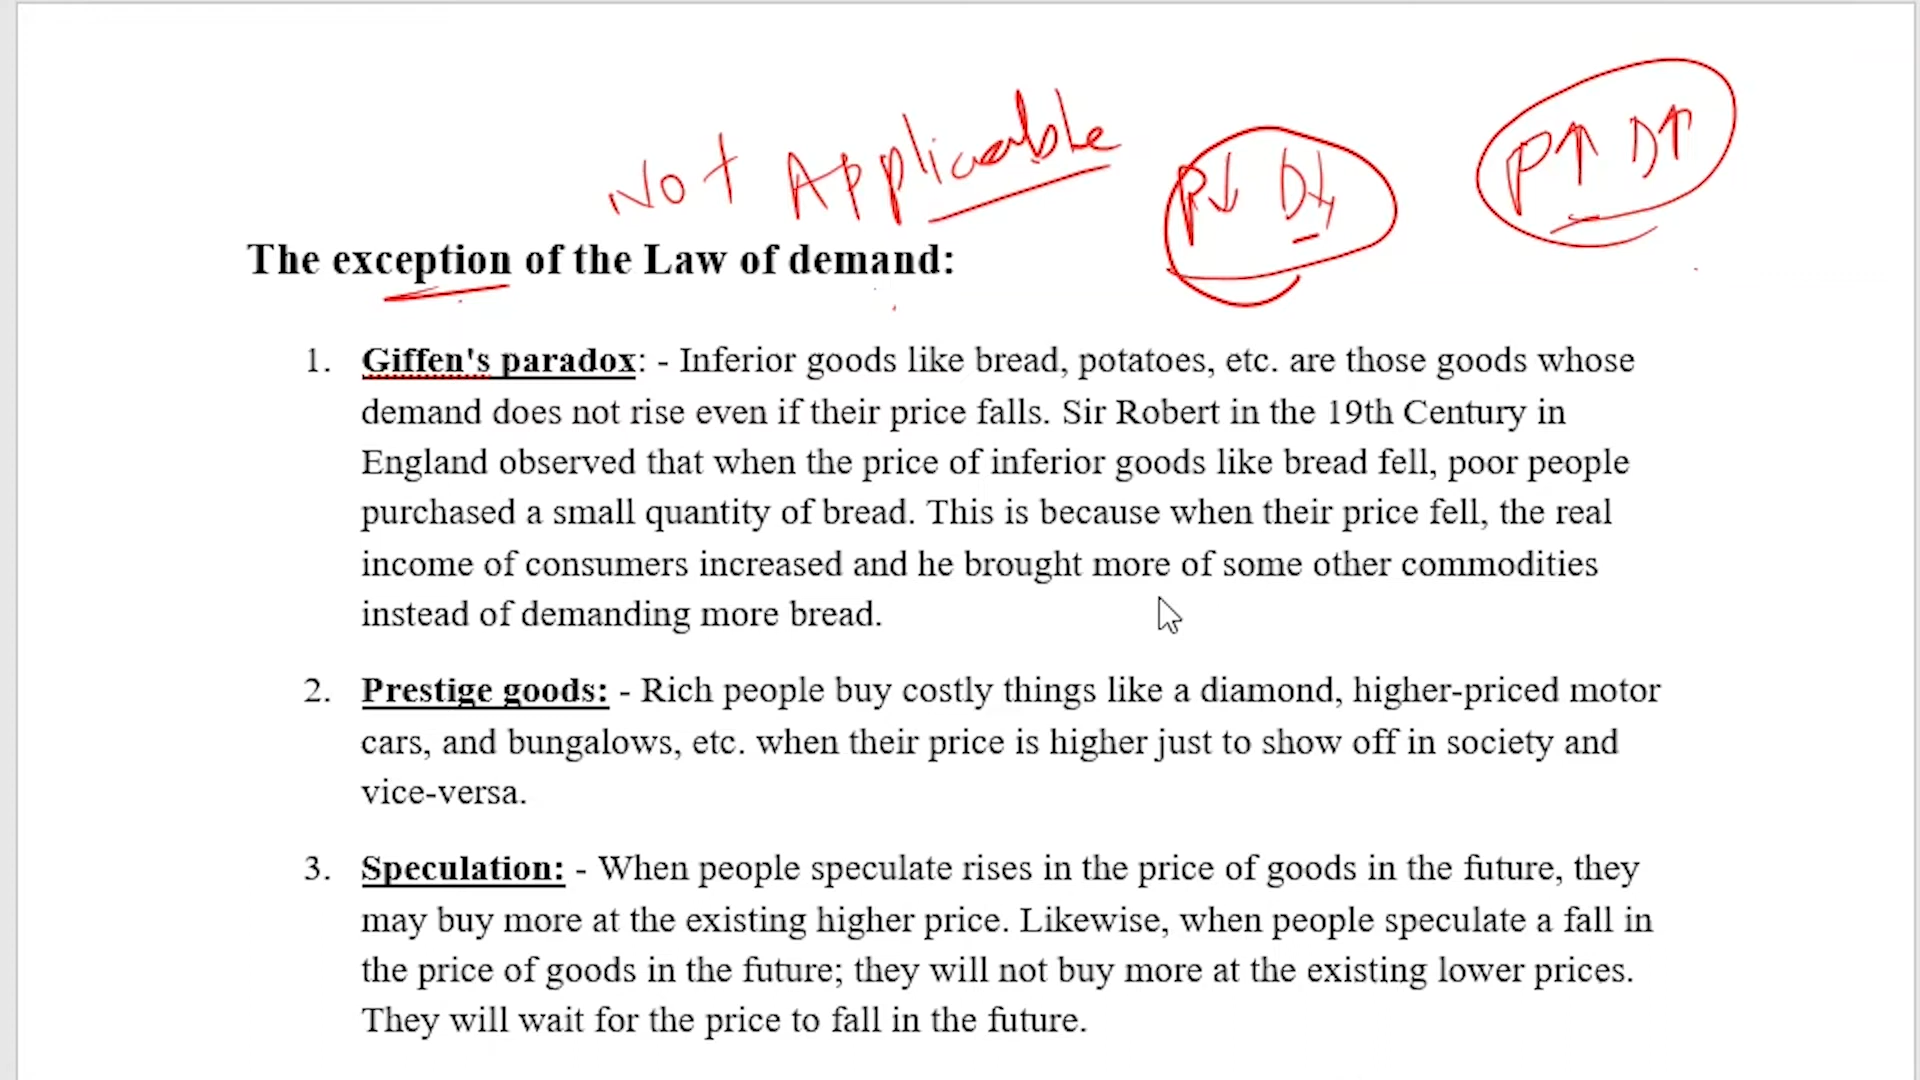 Not Applicable
P↓ D↓
P↑ D↑
The exception of the Law of demand:
1. Giffen's paradox: - Inferior goods like bread, potatoes, etc. are those goods whose
demand does not rise even if their price falls. Sir Robert in the 19th Century in
England observed that when the price of inferior goods like bread fell, poor people
purchased a small quantity of bread. This is because when their price fell, the real
income of consumers increased and he brought more of some other commodities
instead of demanding more bread.
2. Prestige goods: - Rich people buy costly things like a diamond, higher-priced motor
cars, and bungalows, etc. when their price is higher just to show off in society and
vice-versa.
3. Speculation: - When people speculate rises in the price of goods in the future, they
may buy more at the existing higher price. Likewise, when people speculate a fall in
the price of goods in the future; they will not buy more at the existing lower prices.
They will wait for the price to fall in the future.